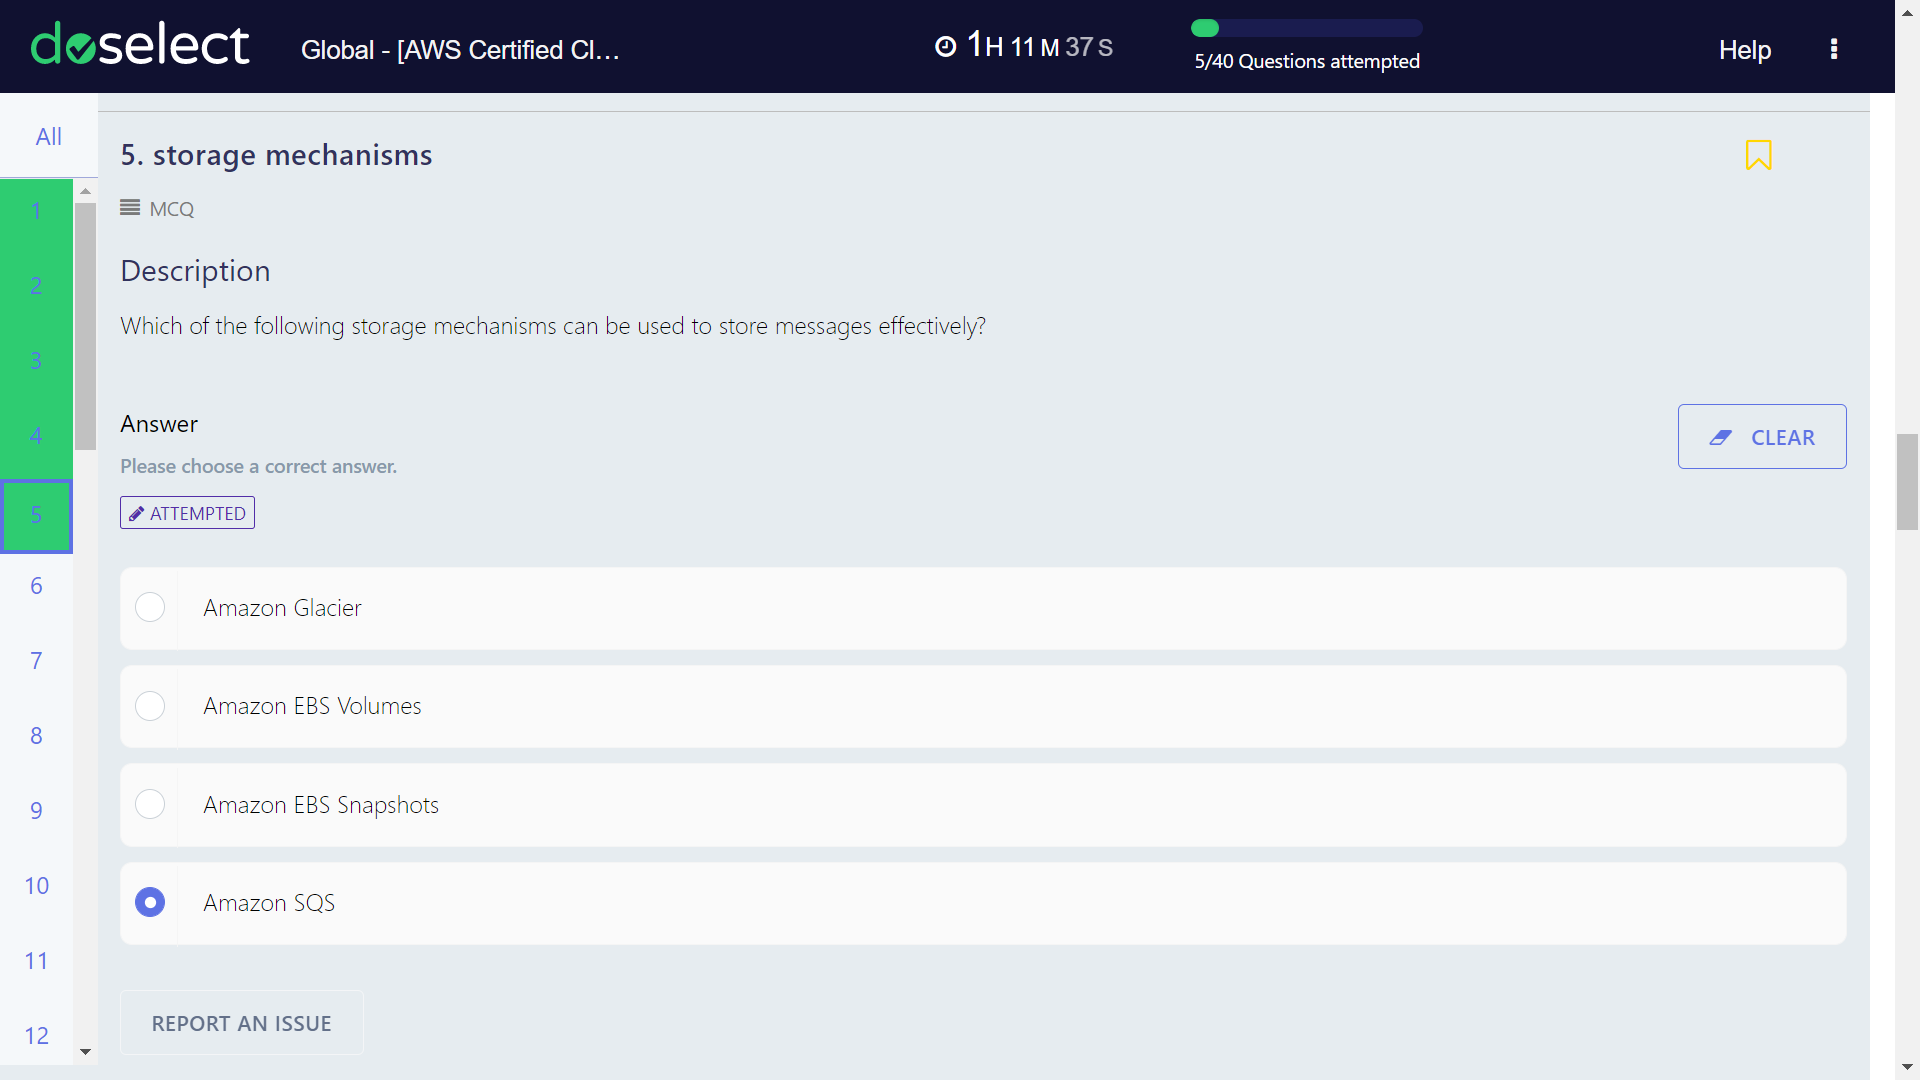 doselect
Global - [AWS Certified Cl...
1H 11 M 37 S
5/40 Questions attempted
Help
All
1
2
3
4
5
6
7
8
9
10
11
12
5. storage mechanisms
MCQ
Description
Which of the following storage mechanisms can be used to store messages effectively?
Answer
Please choose a correct answer.
CLEAR
ATTEMPTED
Amazon Glacier
Amazon EBS Volumes
Amazon EBS Snapshots
Amazon SQS
REPORT AN ISSUE